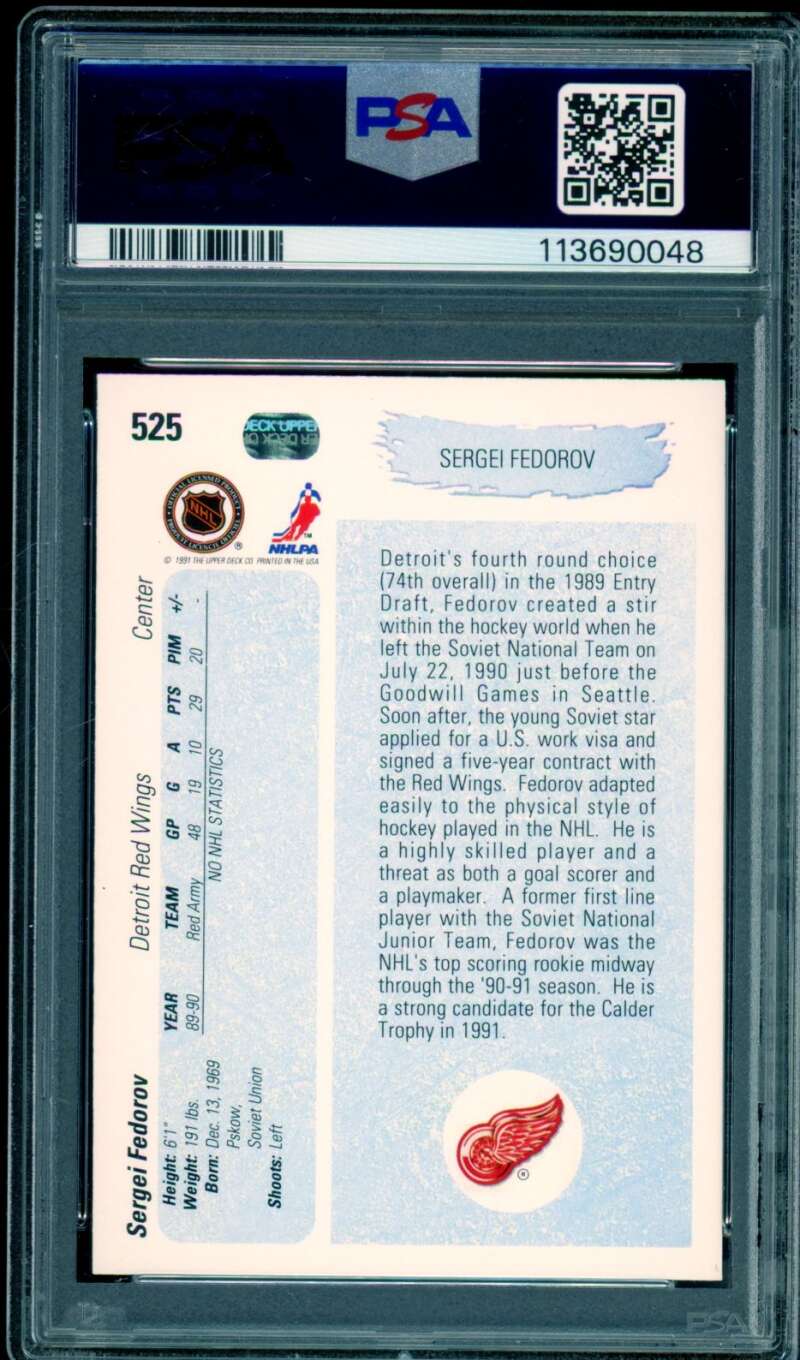 PSA
113690048
525
SERGEI FEDOROV
OFFICIAL LICENSED PRODUCT
NHL
®
TM
NHLPA
© 1991 THE UPPER DECK CO. PRINTED IN THE USA
Detroit's fourth round choice
(74th overall) in the 1989 Entry
Draft, Fedorov created a stir
within the hockey world when he
left the Soviet National Team on
July 22, 1990 just before the
Goodwill Games in Seattle.
Soon after, the young Soviet star
applied for a U.S. work visa and
signed a five-year contract with
the Red Wings. Fedorov adapted
easily to the physical style of
hockey played in the NHL. He is
a highly skilled player and a
threat as both a goal scorer and
a playmaker. A former first line
player with the Soviet National
Junior Team, Fedorov was the
NHL's top scoring rookie midway
through the '90-91 season. He is
a strong candidate for the Calder
Trophy in 1991.
®
Sergei Fedorov Detroit Red Wings Center
Height: 6'1"
Weight: 191 lbs.
Born: Dec. 13, 1969
Pskow,
Soviet Union
Shoots: Left
YEAR TEAM GP G A PTS PIM +/-
89-90 Red Army 48 19 10 29 20 -
NO NHL STATISTICS
PSA